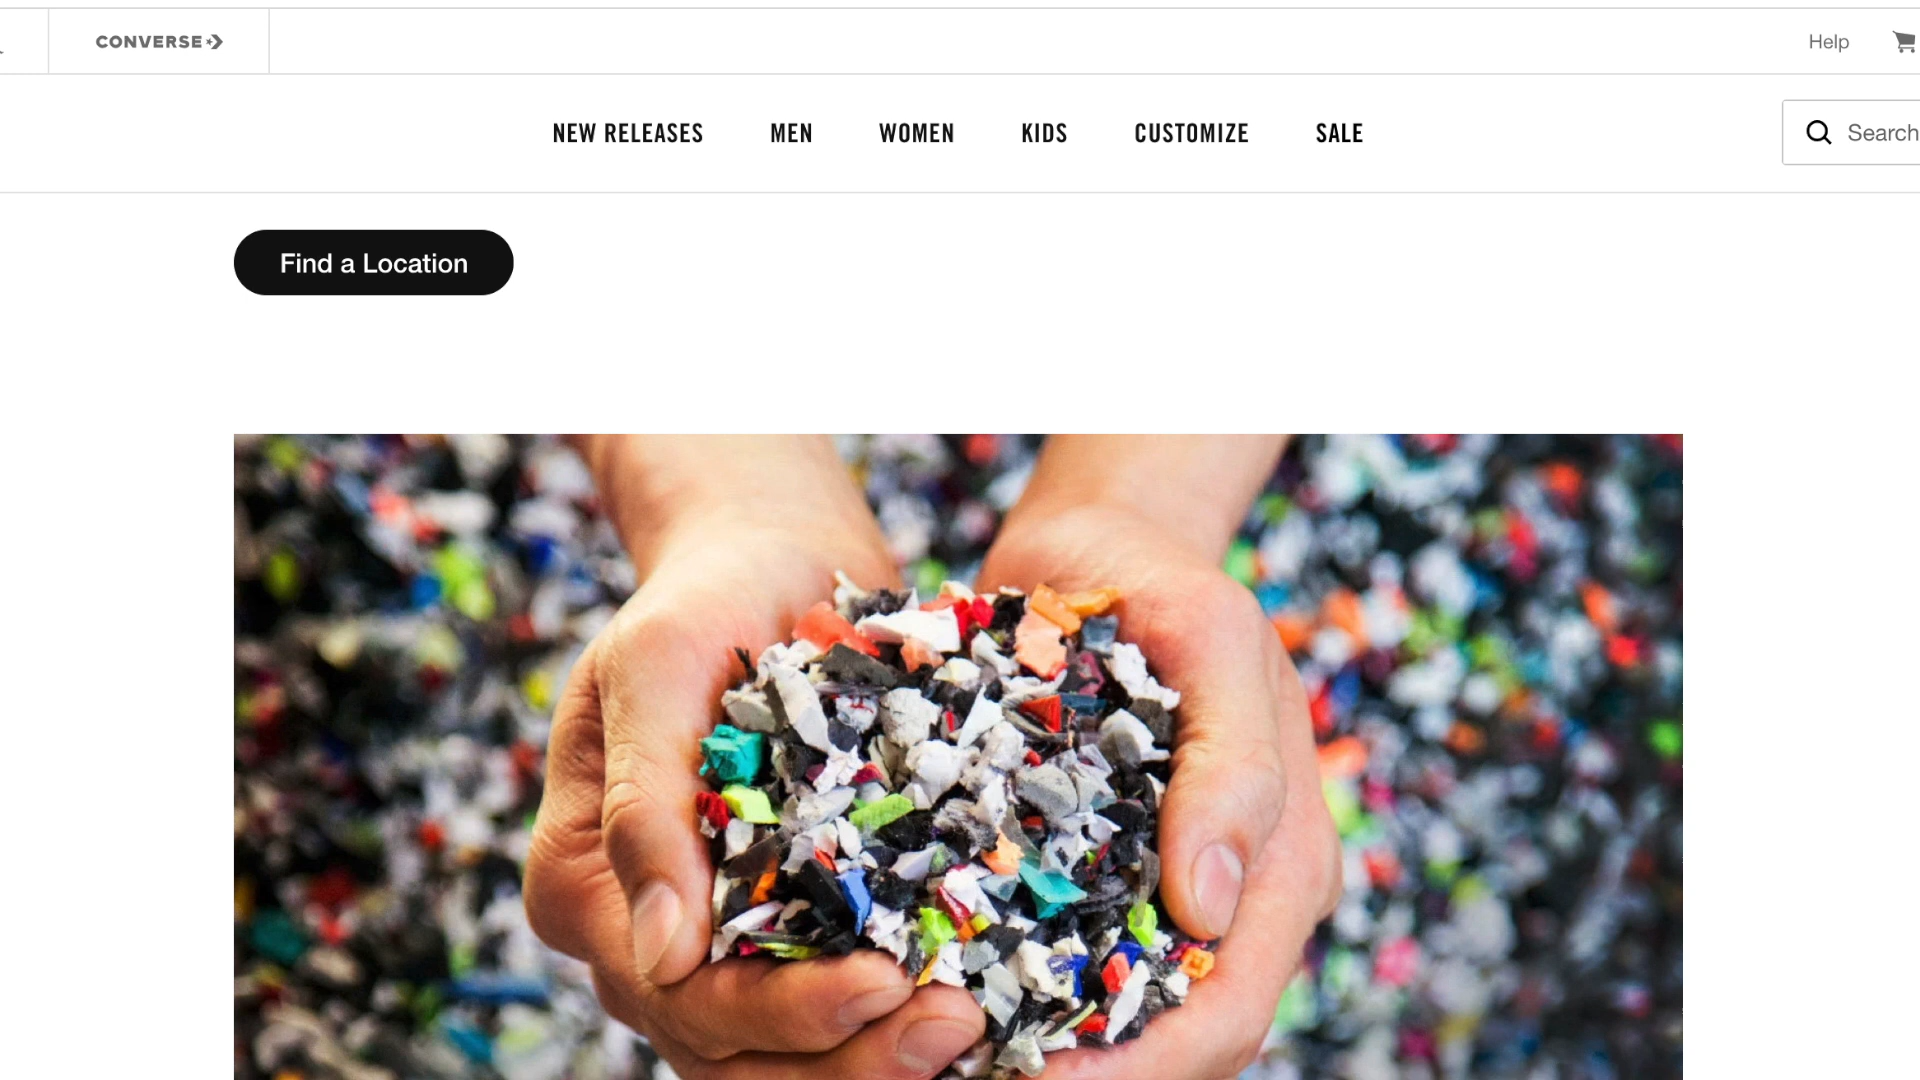 CONVERSE
Help
NEW RELEASES
MEN
WOMEN
KIDS
CUSTOMIZE
SALE
Search
Find a Location